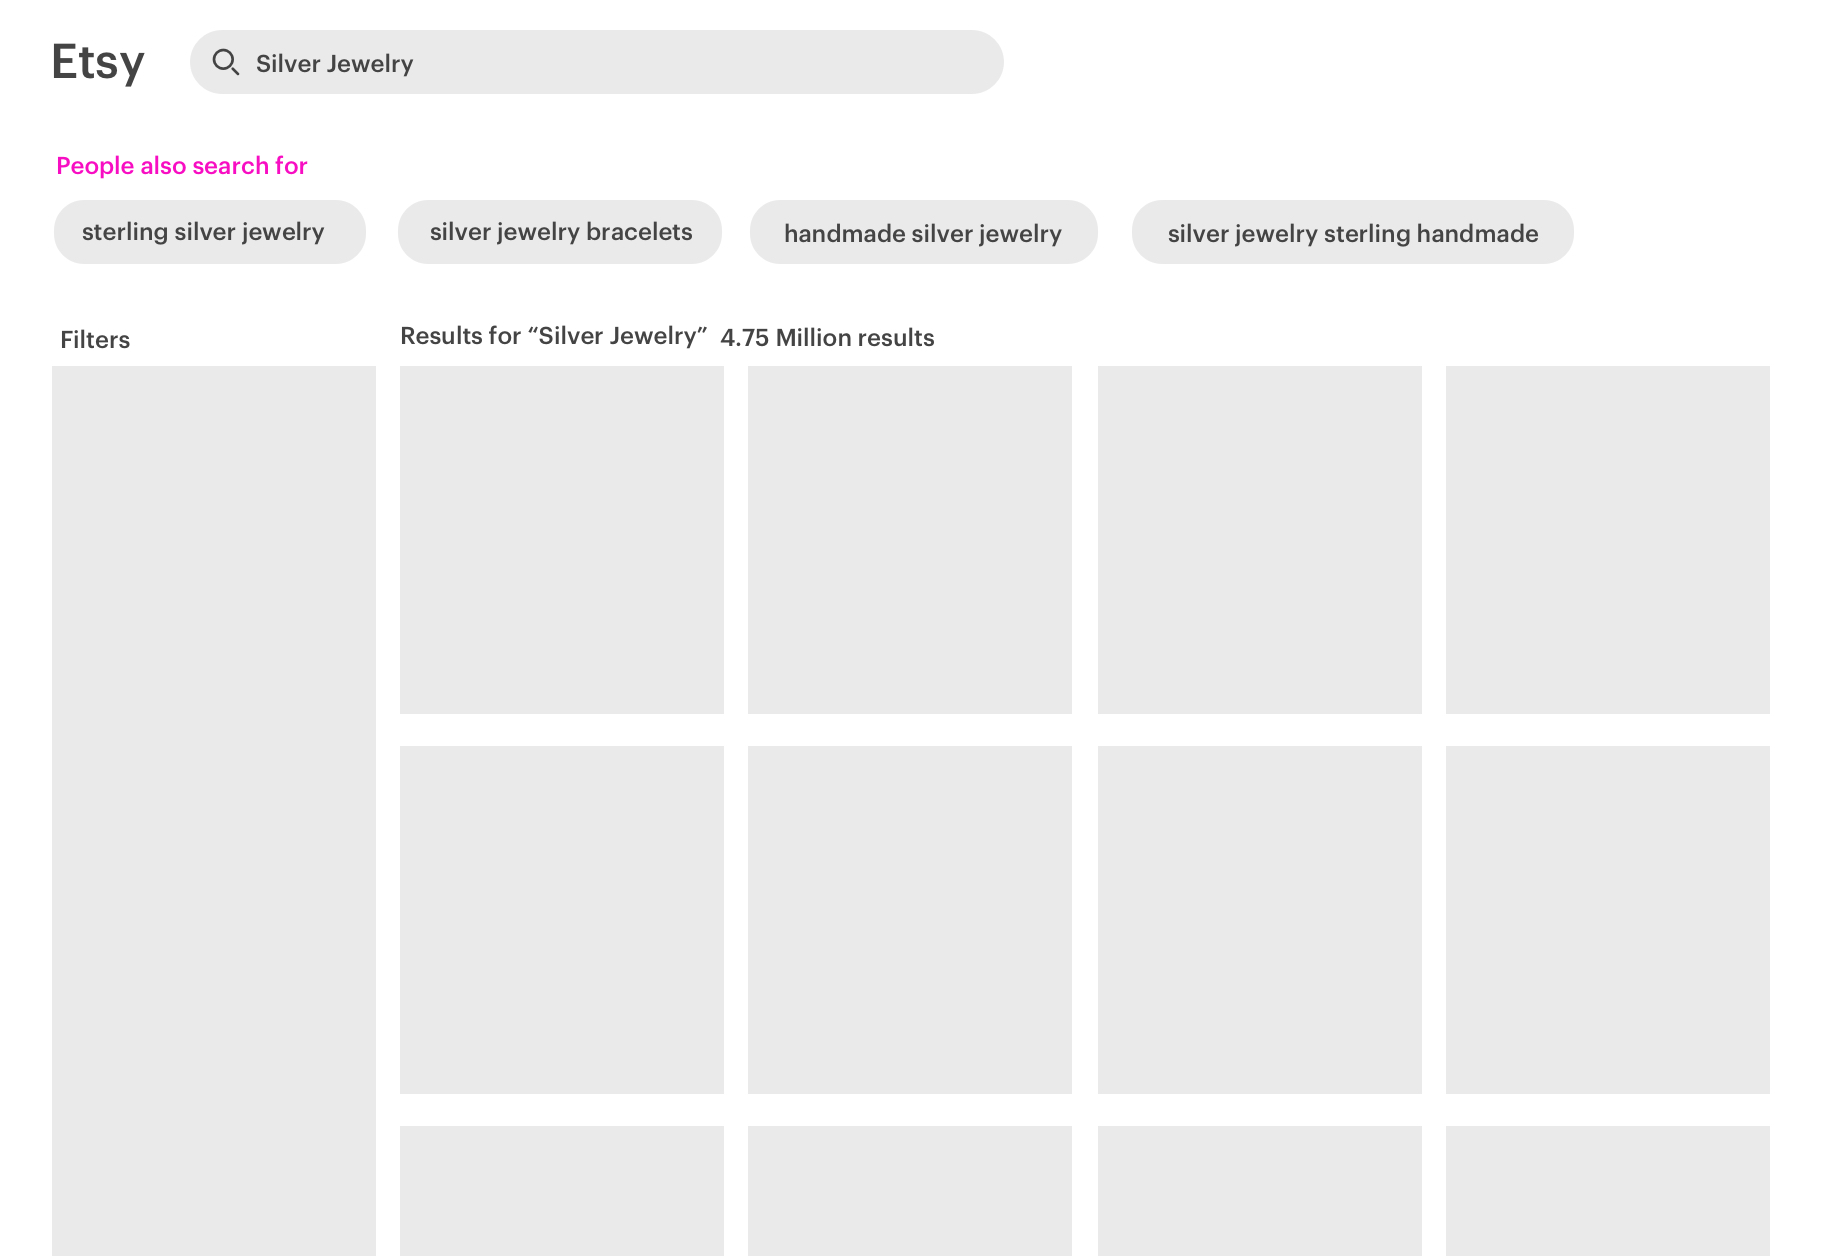 Etsy
Silver Jewelry
People also search for
sterling silver jewelry
silver jewelry bracelets
handmade silver jewelry
silver jewelry sterling handmade
Filters
Results for “Silver Jewelry” 4.75 Million results